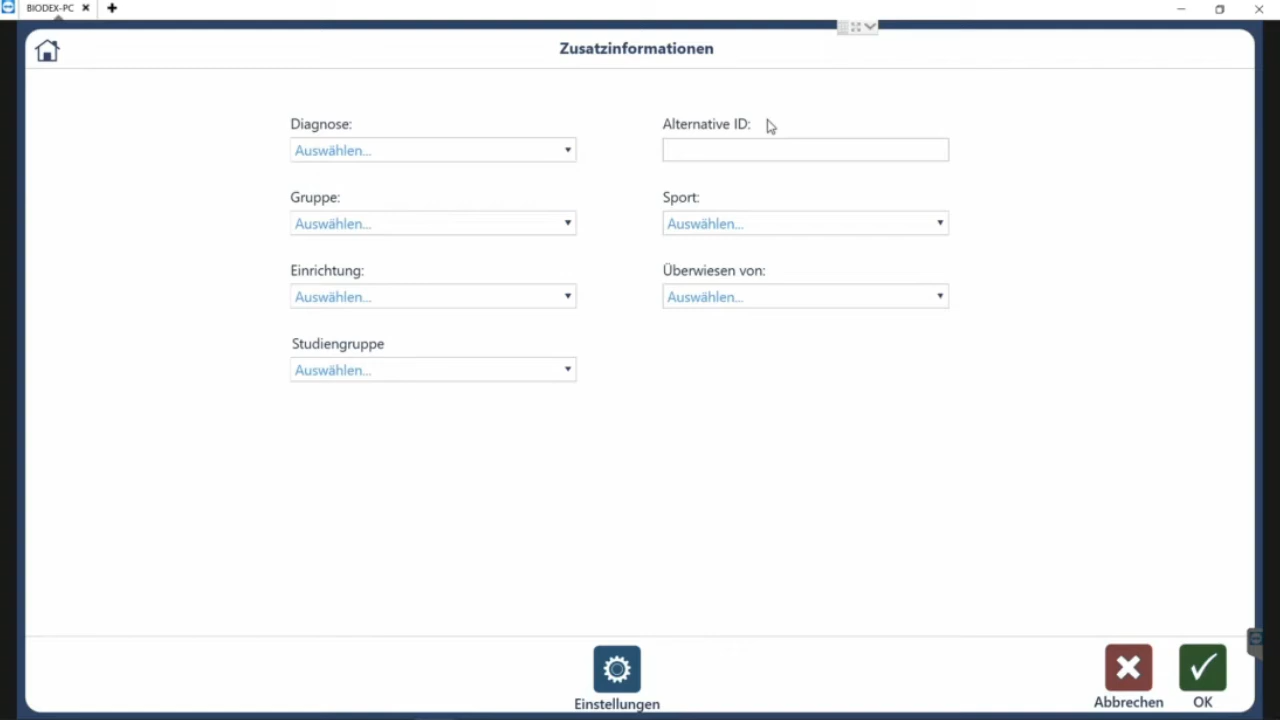 BIODEX-PC
Zusatzinformationen
Diagnose:
Auswählen...
Alternative ID:
Gruppe:
Auswählen...
Sport:
Auswählen...
Einrichtung:
Auswählen...
Überwiesen von:
Auswählen...
Studiengruppe
Auswählen...
Einstellungen
Abbrechen
OK